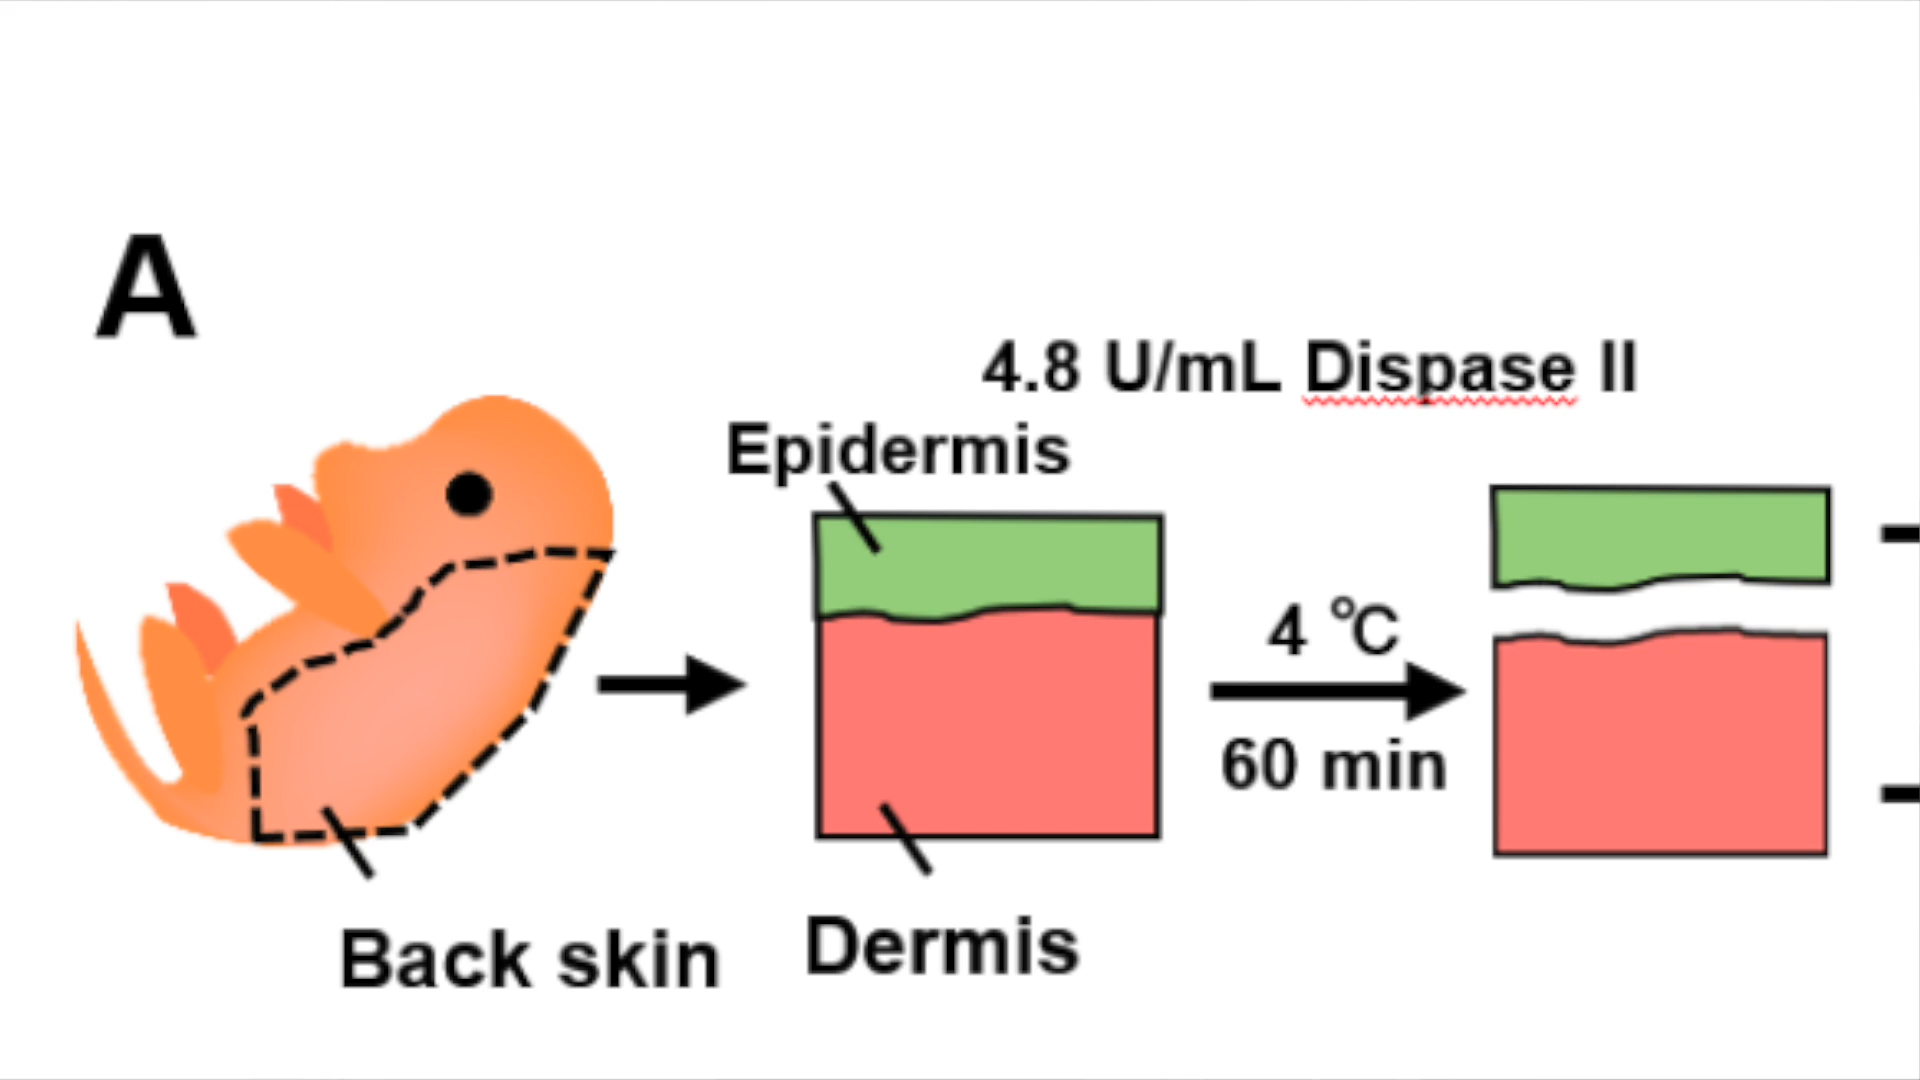 A
4.8 U/mL Dispase II
Epidermis
4 ℃
60 min
Back skin
Dermis